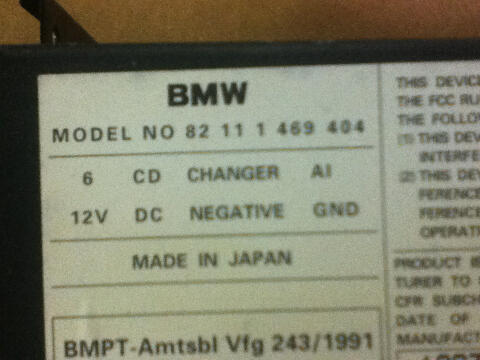 BMW
MODEL NO 82 11 1 469 404
6 CD CHANGER AI
12V DC NEGATIVE GND
MADE IN JAPAN
BMPT-Amtsbl Vfg 243/1991
THIS DEVICE
THE FCC RU
THE FOLLOW
(1) THIS DEV
INTERFE
(2) THIS DE
FERENCE
FERENCE
OPERATI
PRODUCT IS
TURER TO
CFR SUBCH
DATE OF
MANUFACT